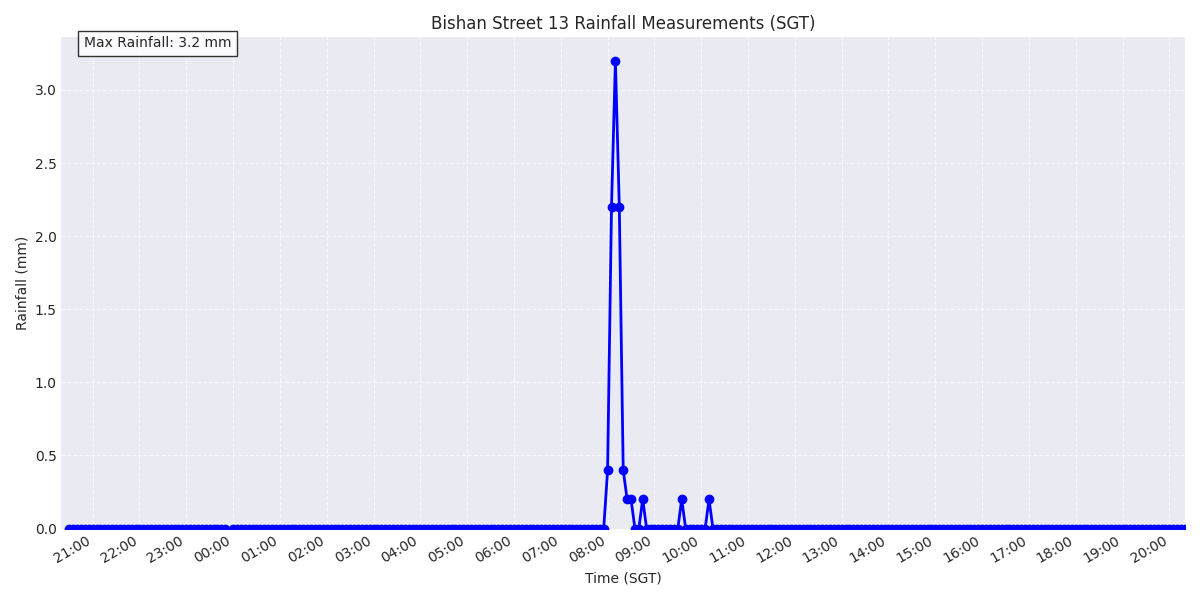 Bishan Street 13 Rainfall Measurements (SGT)
Max Rainfall: 3.2 mm
3.0
2.5
2.0
1.5
1.0
0.5
0.0
Rainfall (mm)
21:00 22:00 23:00 00:00 01:00 02:00 03:00 04:00 05:00 06:00 07:00 08:00 09:00 10:00 11:00 12:00 13:00 14:00 15:00 16:00 17:00 18:00 19:00 20:00
Time (SGT)